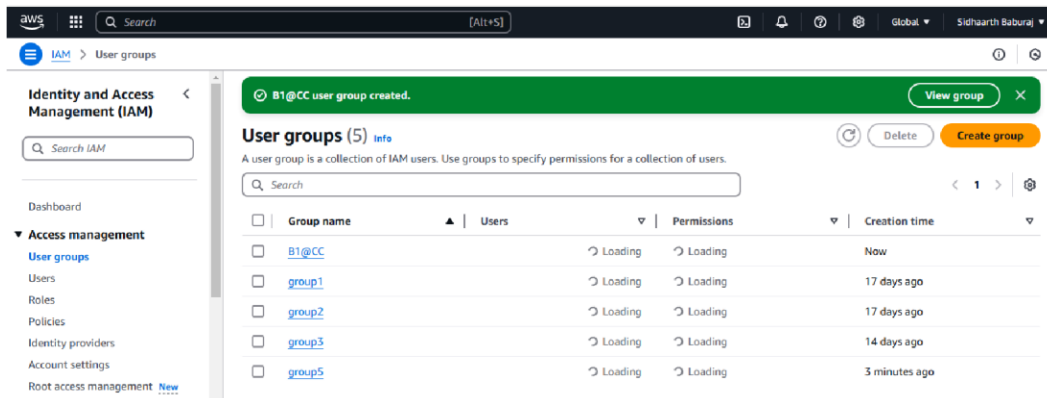 aws Search [Alt+S] Global Sidhaarth Baburaj
IAM > User groups
Identity and Access Management (IAM)
Search IAM
Dashboard
Access management
User groups
Users
Roles
Policies
Identity providers
Account settings
Root access management New
B1@CC user group created. View group
User groups (5) Info Delete Create group
A user group is a collection of IAM users. Use groups to specify permissions for a collection of users.
Search 1
Group name Users Permissions Creation time
B1@CC Loading Loading Now
group1 Loading Loading 17 days ago
group2 Loading Loading 17 days ago
group3 Loading Loading 14 days ago
group5 Loading Loading 3 minutes ago